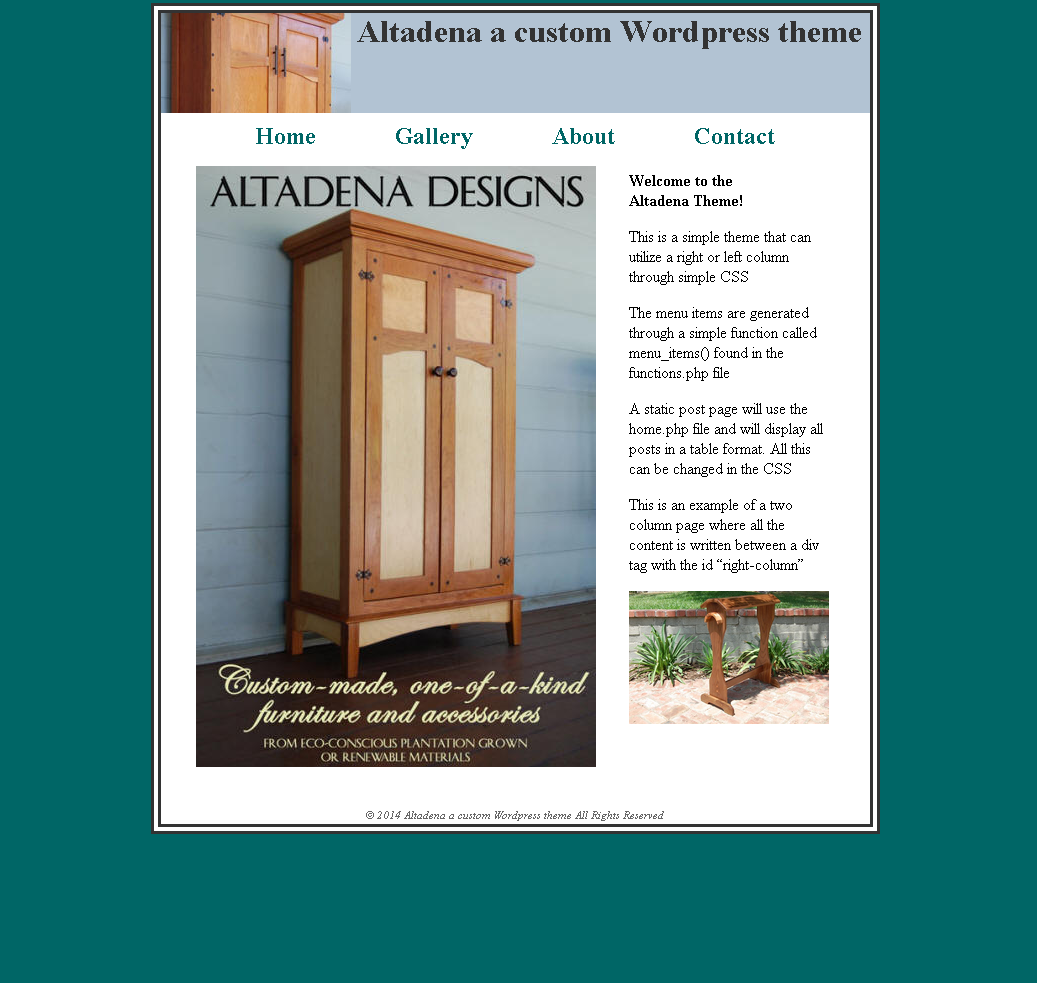 Altadena a custom Wordpress theme
Home Gallery About Contact
ALTADENA DESIGNS
Custom-made, one-of-a-kind
furniture and accessories
FROM ECO-CONSCIOUS PLANTATION GROWN
OR RENEWABLE MATERIALS
Welcome to the
Altadena Theme!
This is a simple theme that can
utilize a right or left column
through simple CSS
The menu items are generated
through a simple function called
menu_items() found in the
functions.php file
A static post page will use the
home.php file and will display all
posts in a table format. All this
can be changed in the CSS
This is an example of a two
column page where all the
content is written between a div
tag with the id “right-column”
© 2014 Altadena a custom Wordpress theme All Rights Reserved